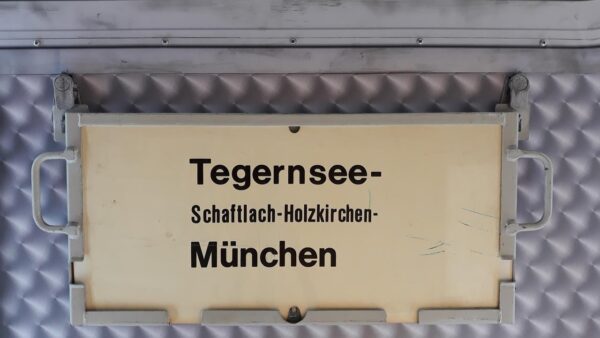 Tegernsee-
Schaftlach-Holzkirchen-
München